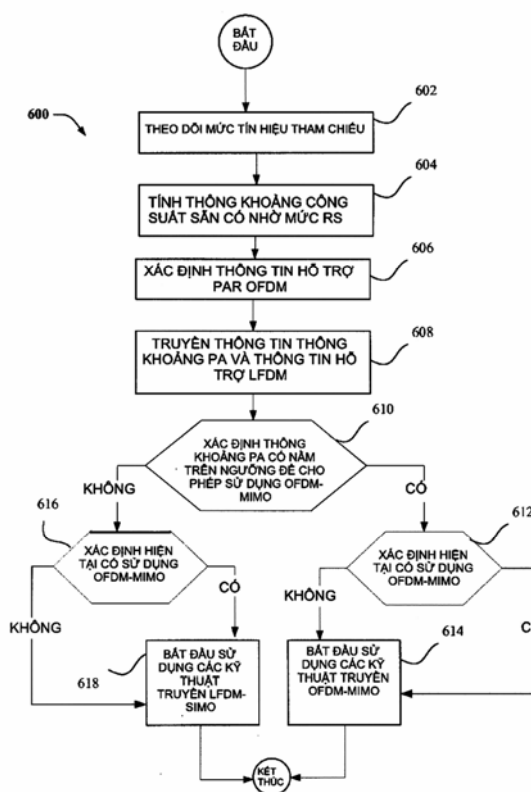 BẮT
ĐẦU
600
602
THEO DÕI MỨC TÍN HIỆU THAM CHIẾU
604
TÍNH THÔNG KHOẢNG CÔNG
SUẤT SẴN CÓ NHỜ MỨC RS
606
XÁC ĐỊNH THÔNG TIN HỖ TRỢ
PAR OFDM
608
TRUYỀN THÔNG TIN THÔNG
KHOẢNG PA VÀ THÔNG TIN HỖ
TRỢ LFDM
610
XÁC ĐỊNH THÔNG
KHOẢNG PA CÓ NẰM
TRÊN NGƯỠNG ĐỂ CHO
PHÉP SỬ DỤNG OFDM-
MIMO
KHÔNG
CÓ
616
XÁC ĐỊNH HIỆN
TẠI CÓ SỬ DỤNG
OFDM-MIMO
612
XÁC ĐỊNH HIỆN
TẠI CÓ SỬ DỤNG
OFDM-MIMO
KHÔNG
CÓ
KHÔNG
C
618
BẮT ĐẦU SỬ
DỤNG CÁC KỸ
THUẬT TRUYỀN
LFDM-
SIMO
614
BẮT ĐẦU SỬ
DỤNG CÁC KỸ
THUẬT TRUYỀN
OFDM-MIMO
KẾT
THÚC